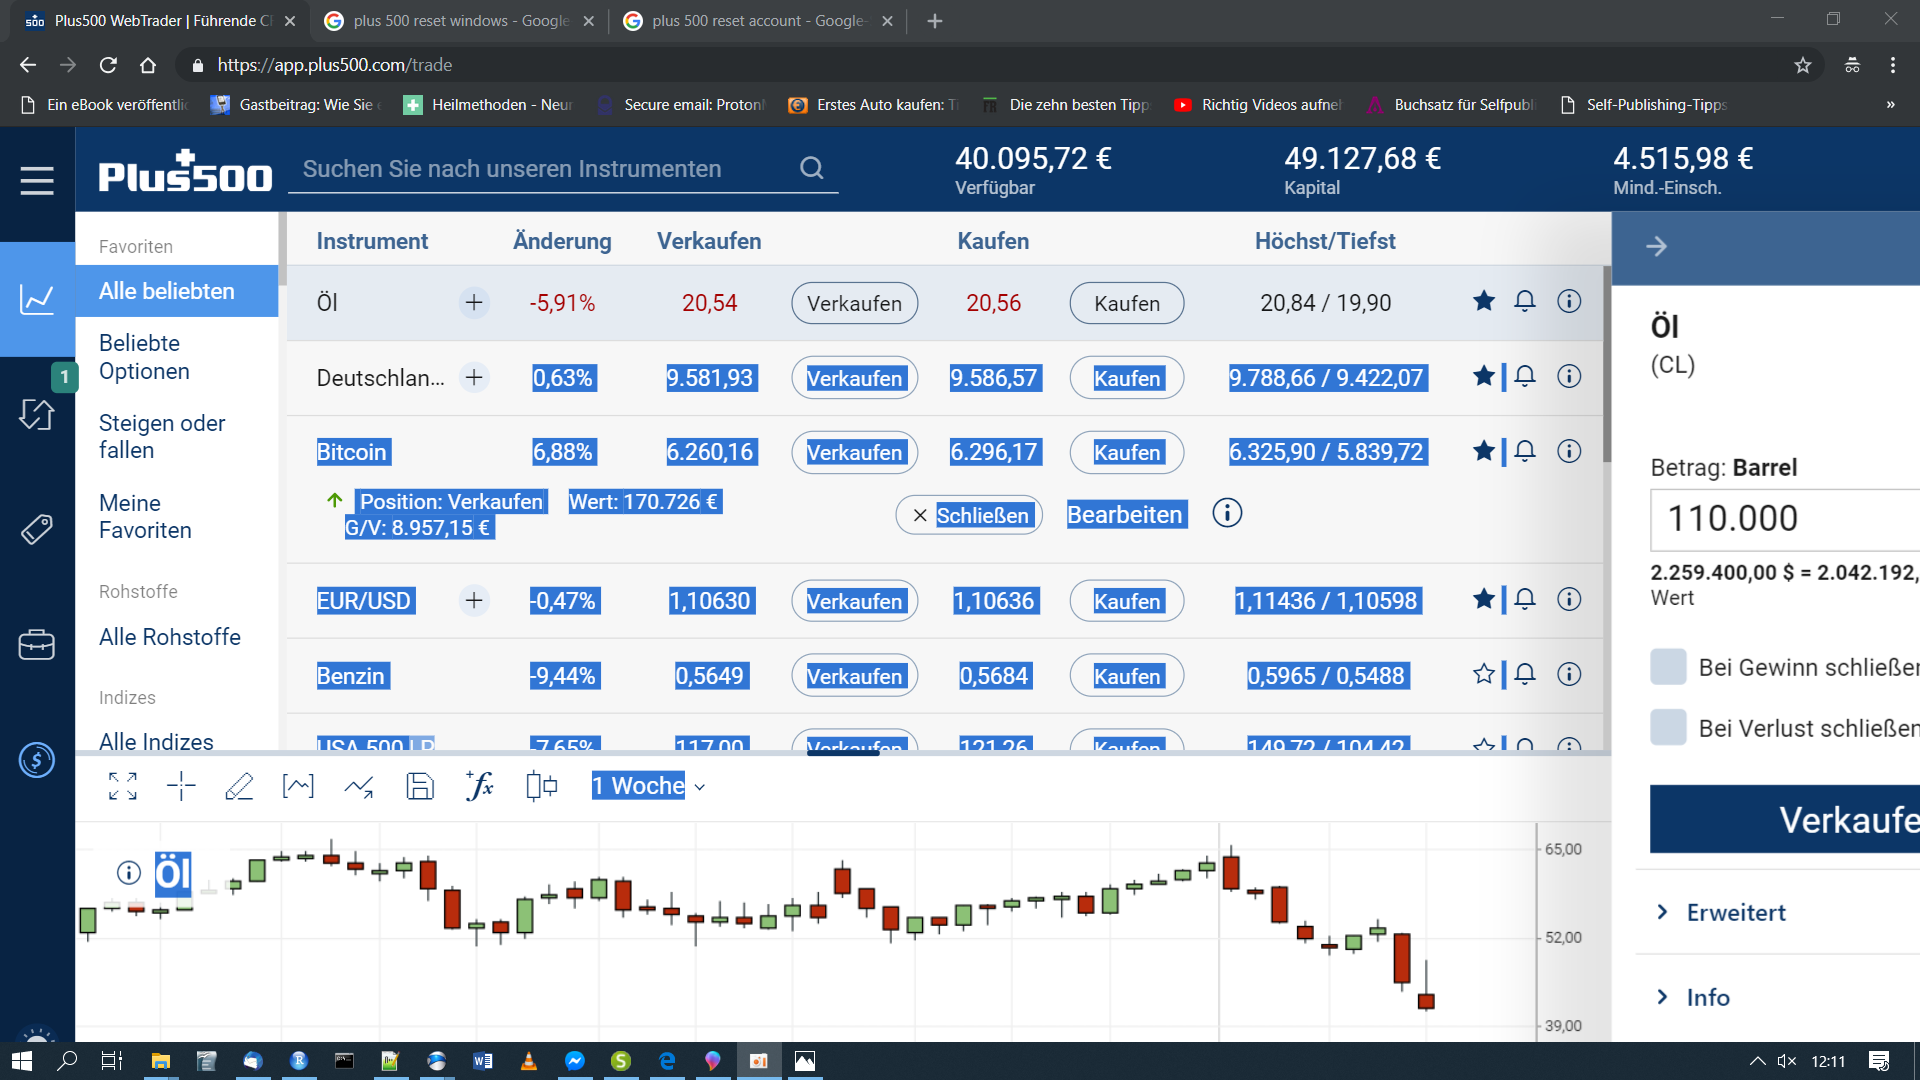 Plus500 WebTrader | Führende CF
plus 500 reset windows - Google-
plus 500 reset account - Google-
https://app.plus500.com/trade
Ein eBook veröffentlic
Gastbeitrag: Wie Sie e
Heilmethoden - Neur
Secure email: ProtonM
Erstes Auto kaufen: Ti
Die zehn besten Tipp
Richtig Videos aufneh
Buchsatz für Selfpubli
Self-Publishing-Tipps
»
Plus500
Suchen Sie nach unseren Instrumenten
40.095,72 €
Verfügbar
49.127,68 €
Kapital
4.515,98 €
Mind.-Einsch.
Favoriten
Alle beliebten
Beliebte
Optionen
Steigen oder
fallen
Meine
Favoriten
Rohstoffe
Alle Rohstoffe
Indizes
Alle Indizes
1
Instrument Änderung Verkaufen Kaufen Höchst/Tiefst
Öl + -5,91% 20,54 Verkaufen 20,56 Kaufen 20,84 / 19,90
Deutschlan... + 0,63% 9.581,93 Verkaufen 9.586,57 Kaufen 9.788,66 / 9.422,07
Bitcoin 6,88% 6.260,16 Verkaufen 6.296,17 Kaufen 6.325,90 / 5.839,72
Position: Verkaufen Wert: 170.726 €
G/V: 8.957,15 €
Schließen Bearbeiten
EUR/USD + -0,47% 1,10630 Verkaufen 1,10636 Kaufen 1,11436 / 1,10598
Benzin -9,44% 0,5649 Verkaufen 0,5684 Kaufen 0,5965 / 0,5488
USA 500 -7,65% 117,00 Verkaufen 121,26 Kaufen 149,72 / 104,42
Öl
(CL)
Betrag: Barrel
110.000
2.259.400,00 $ = 2.042.192,
Wert
Bei Gewinn schließen
Bei Verlust schließen
Verkaufe
Erweitert
Info
1 Woche
Öl
65,00
52,00
39,00
12:11